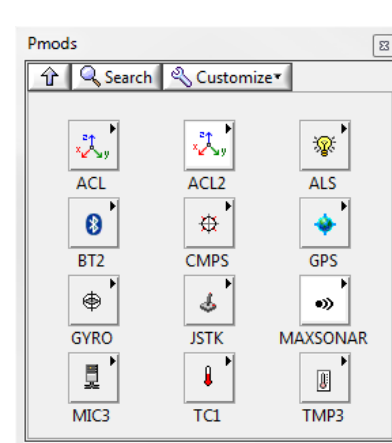 Pmods
Search Customize
ACL ACL2 ALS
BT2 CMPS GPS
GYRO JSTK MAXSONAR
MIC3 TC1 TMP3